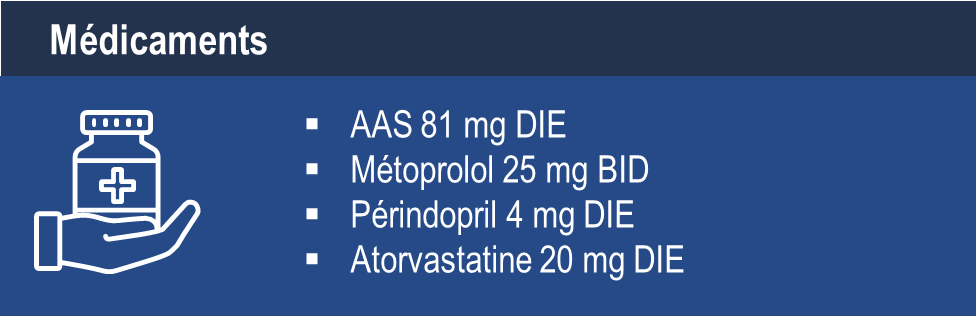 Médicaments
▪ AAS 81 mg DIE
▪ Métoprolol 25 mg BID
▪ Périndopril 4 mg DIE
▪ Atorvastatine 20 mg DIE